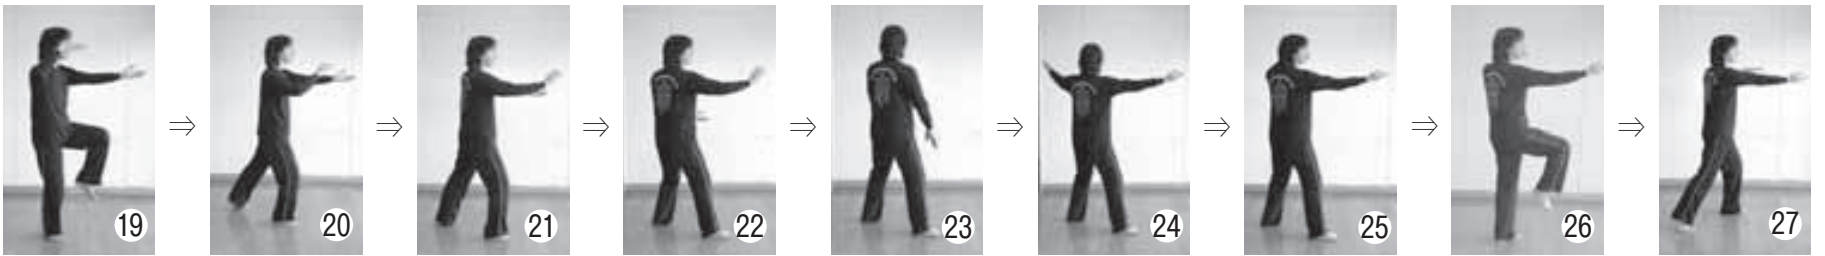 19 ⇒ 20 ⇒ 21 ⇒ 22 ⇒ 23 ⇒ 24 ⇒ 25 ⇒ 26 ⇒ 27